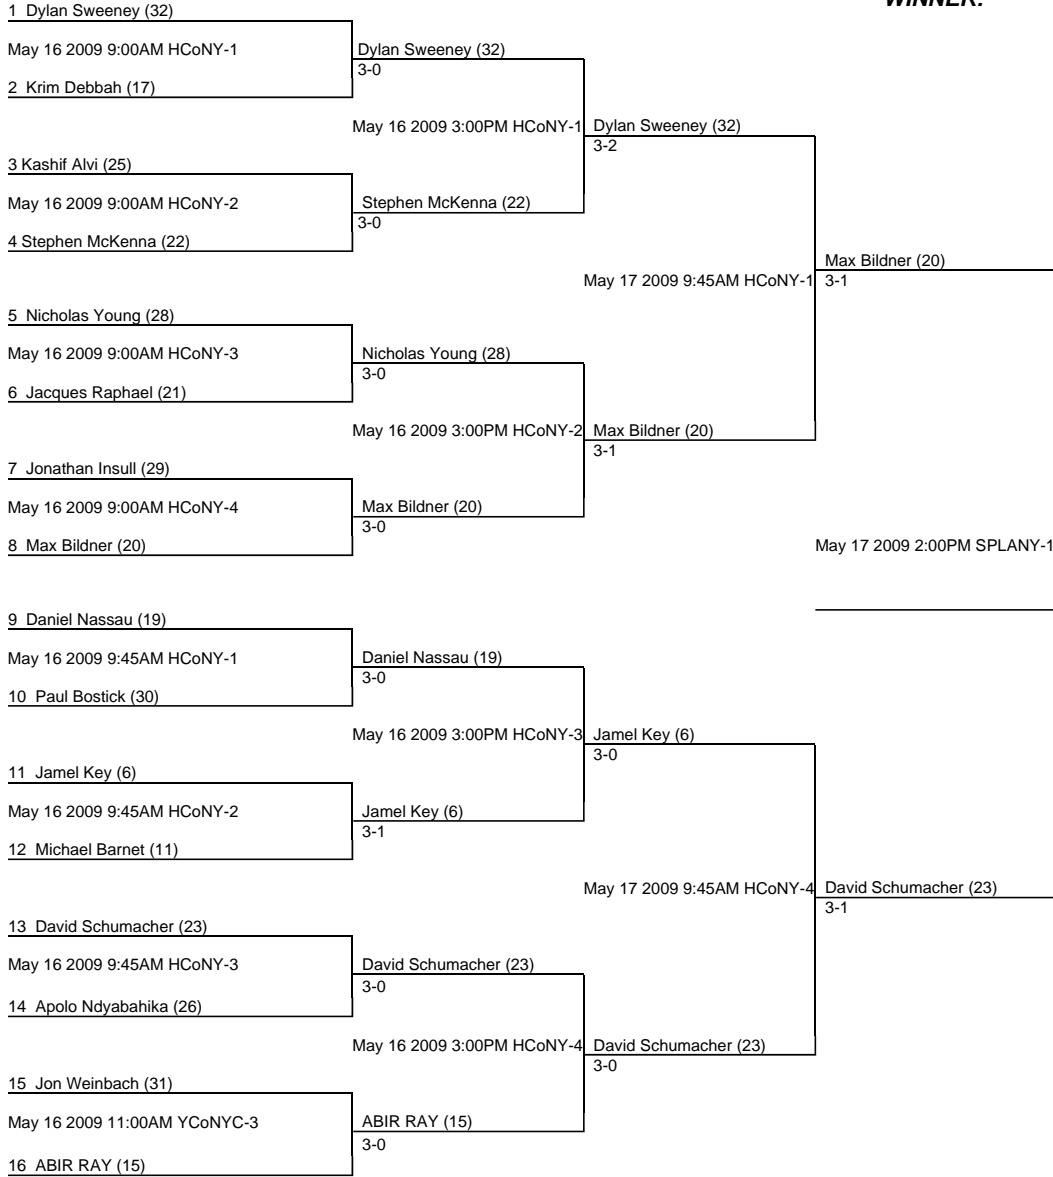 WINNER:
1 Dylan Sweeney (32)
May 16 2009 9:00AM HCoNY-1
Dylan Sweeney (32)
3-0
2 Krim Debbah (17)
May 16 2009 3:00PM HCoNY-1
Dylan Sweeney (32)
3-2
3 Kashif Alvi (25)
May 16 2009 9:00AM HCoNY-2
Stephen McKenna (22)
3-0
4 Stephen McKenna (22)
May 17 2009 9:45AM HCoNY-1
Max Bildner (20)
3-1
5 Nicholas Young (28)
May 16 2009 9:00AM HCoNY-3
Nicholas Young (28)
3-0
6 Jacques Raphael (21)
May 16 2009 3:00PM HCoNY-2
Max Bildner (20)
3-1
7 Jonathan Insull (29)
May 16 2009 9:00AM HCoNY-4
Max Bildner (20)
3-0
8 Max Bildner (20)
May 17 2009 2:00PM SPLANY-1
9 Daniel Nassau (19)
May 16 2009 9:45AM HCoNY-1
Daniel Nassau (19)
3-0
10 Paul Bostick (30)
May 16 2009 3:00PM HCoNY-3
Jamel Key (6)
3-0
11 Jamel Key (6)
May 16 2009 9:45AM HCoNY-2
Jamel Key (6)
3-1
12 Michael Barnet (11)
May 17 2009 9:45AM HCoNY-4
David Schumacher (23)
3-1
13 David Schumacher (23)
May 16 2009 9:45AM HCoNY-3
David Schumacher (23)
3-0
14 Apolo Ndyabahika (26)
May 16 2009 3:00PM HCoNY-4
David Schumacher (23)
3-0
15 Jon Weinbach (31)
May 16 2009 11:00AM YCoNYC-3
ABIR RAY (15)
3-0
16 ABIR RAY (15)